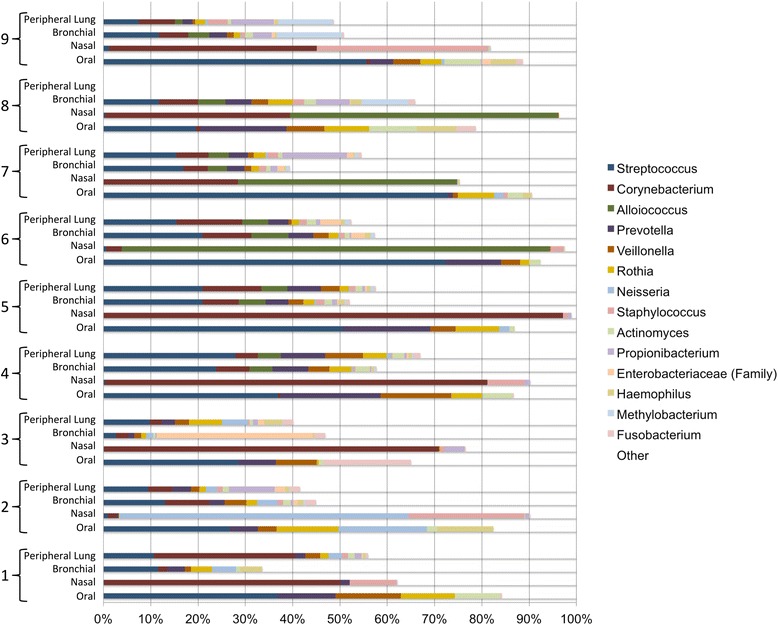 9
Peripheral Lung
Bronchial
Nasal
Oral
8
Peripheral Lung
Bronchial
Nasal
Oral
7
Peripheral Lung
Bronchial
Nasal
Oral
6
Peripheral Lung
Bronchial
Nasal
Oral
5
Peripheral Lung
Bronchial
Nasal
Oral
4
Peripheral Lung
Bronchial
Nasal
Oral
3
Peripheral Lung
Bronchial
Nasal
Oral
2
Peripheral Lung
Bronchial
Nasal
Oral
1
Peripheral Lung
Bronchial
Nasal
Oral
0% 10% 20% 30% 40% 50% 60% 70% 80% 90% 100%
Streptococcus
Corynebacterium
Alloiococcus
Prevotella
Veillonella
Rothia
Neisseria
Staphylococcus
Actinomyces
Propionibacterium
Enterobacteriaceae (Family)
Haemophilus
Methylobacterium
Fusobacterium
Other